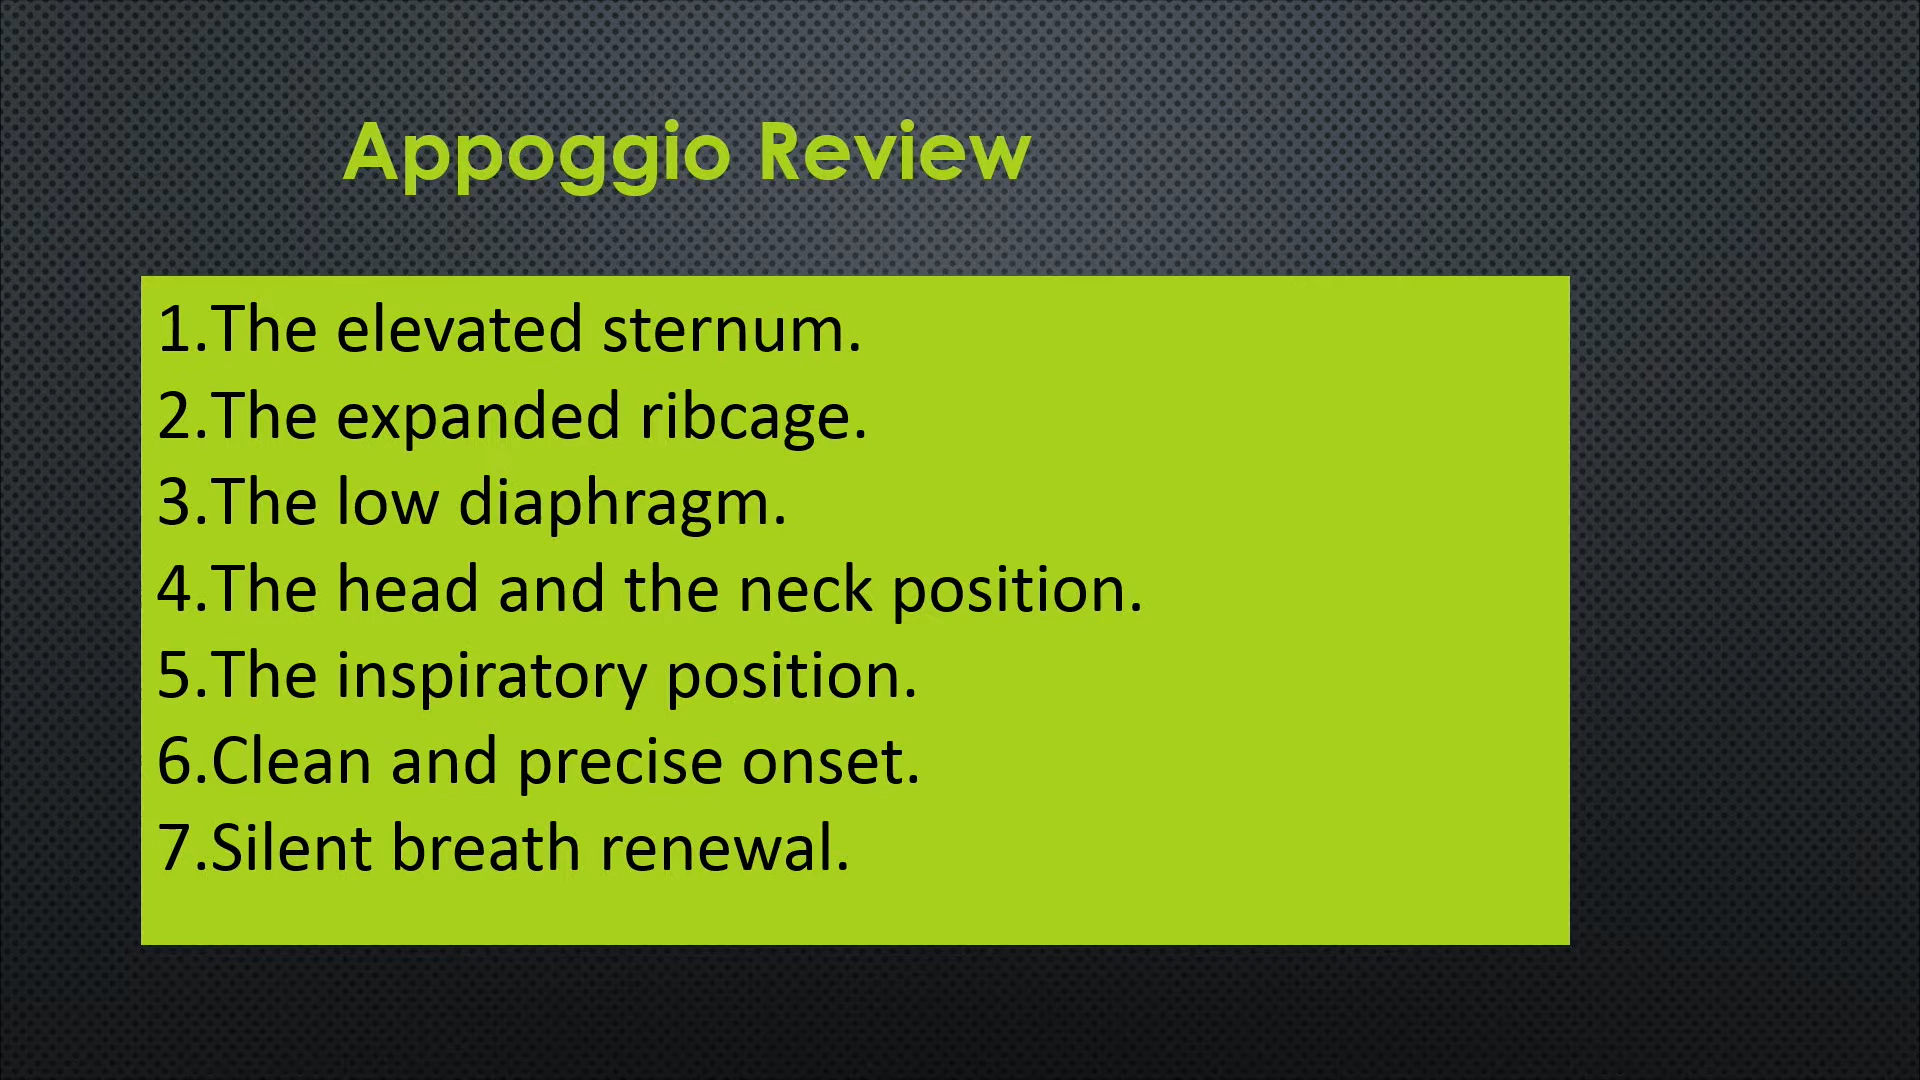 Appoggio Review
1.The elevated sternum.
2.The expanded ribcage.
3.The low diaphragm.
4.The head and the neck position.
5.The inspiratory position.
6.Clean and precise onset.
7.Silent breath renewal.